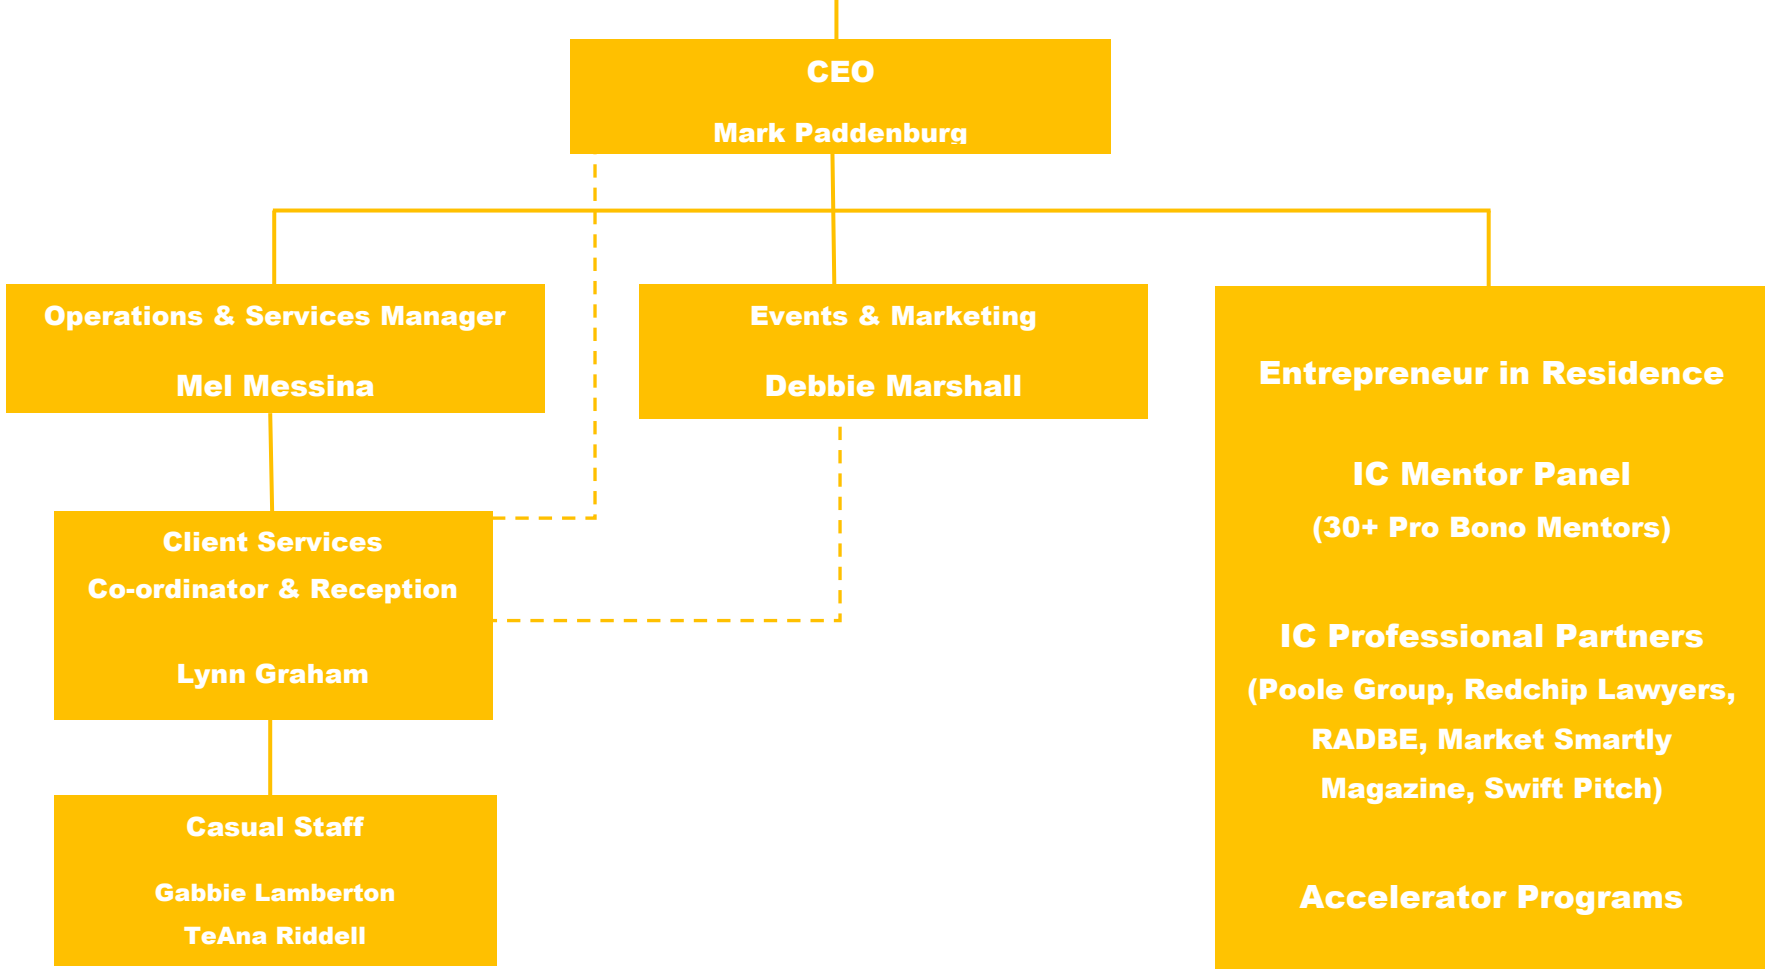 CEO
Mark Paddenburg
Operations & Services Manager
Mel Messina
Events & Marketing
Debbie Marshall
Client Services
Co-ordinator & Reception
Lynn Graham
Casual Staff
Gabbie Lamberton
TeAna Riddell
Entrepreneur in Residence
IC Mentor Panel
(30+ Pro Bono Mentors)
IC Professional Partners
(Poole Group, Redchip Lawyers,
RADBE, Market Smartly
Magazine, Swift Pitch)
Accelerator Programs